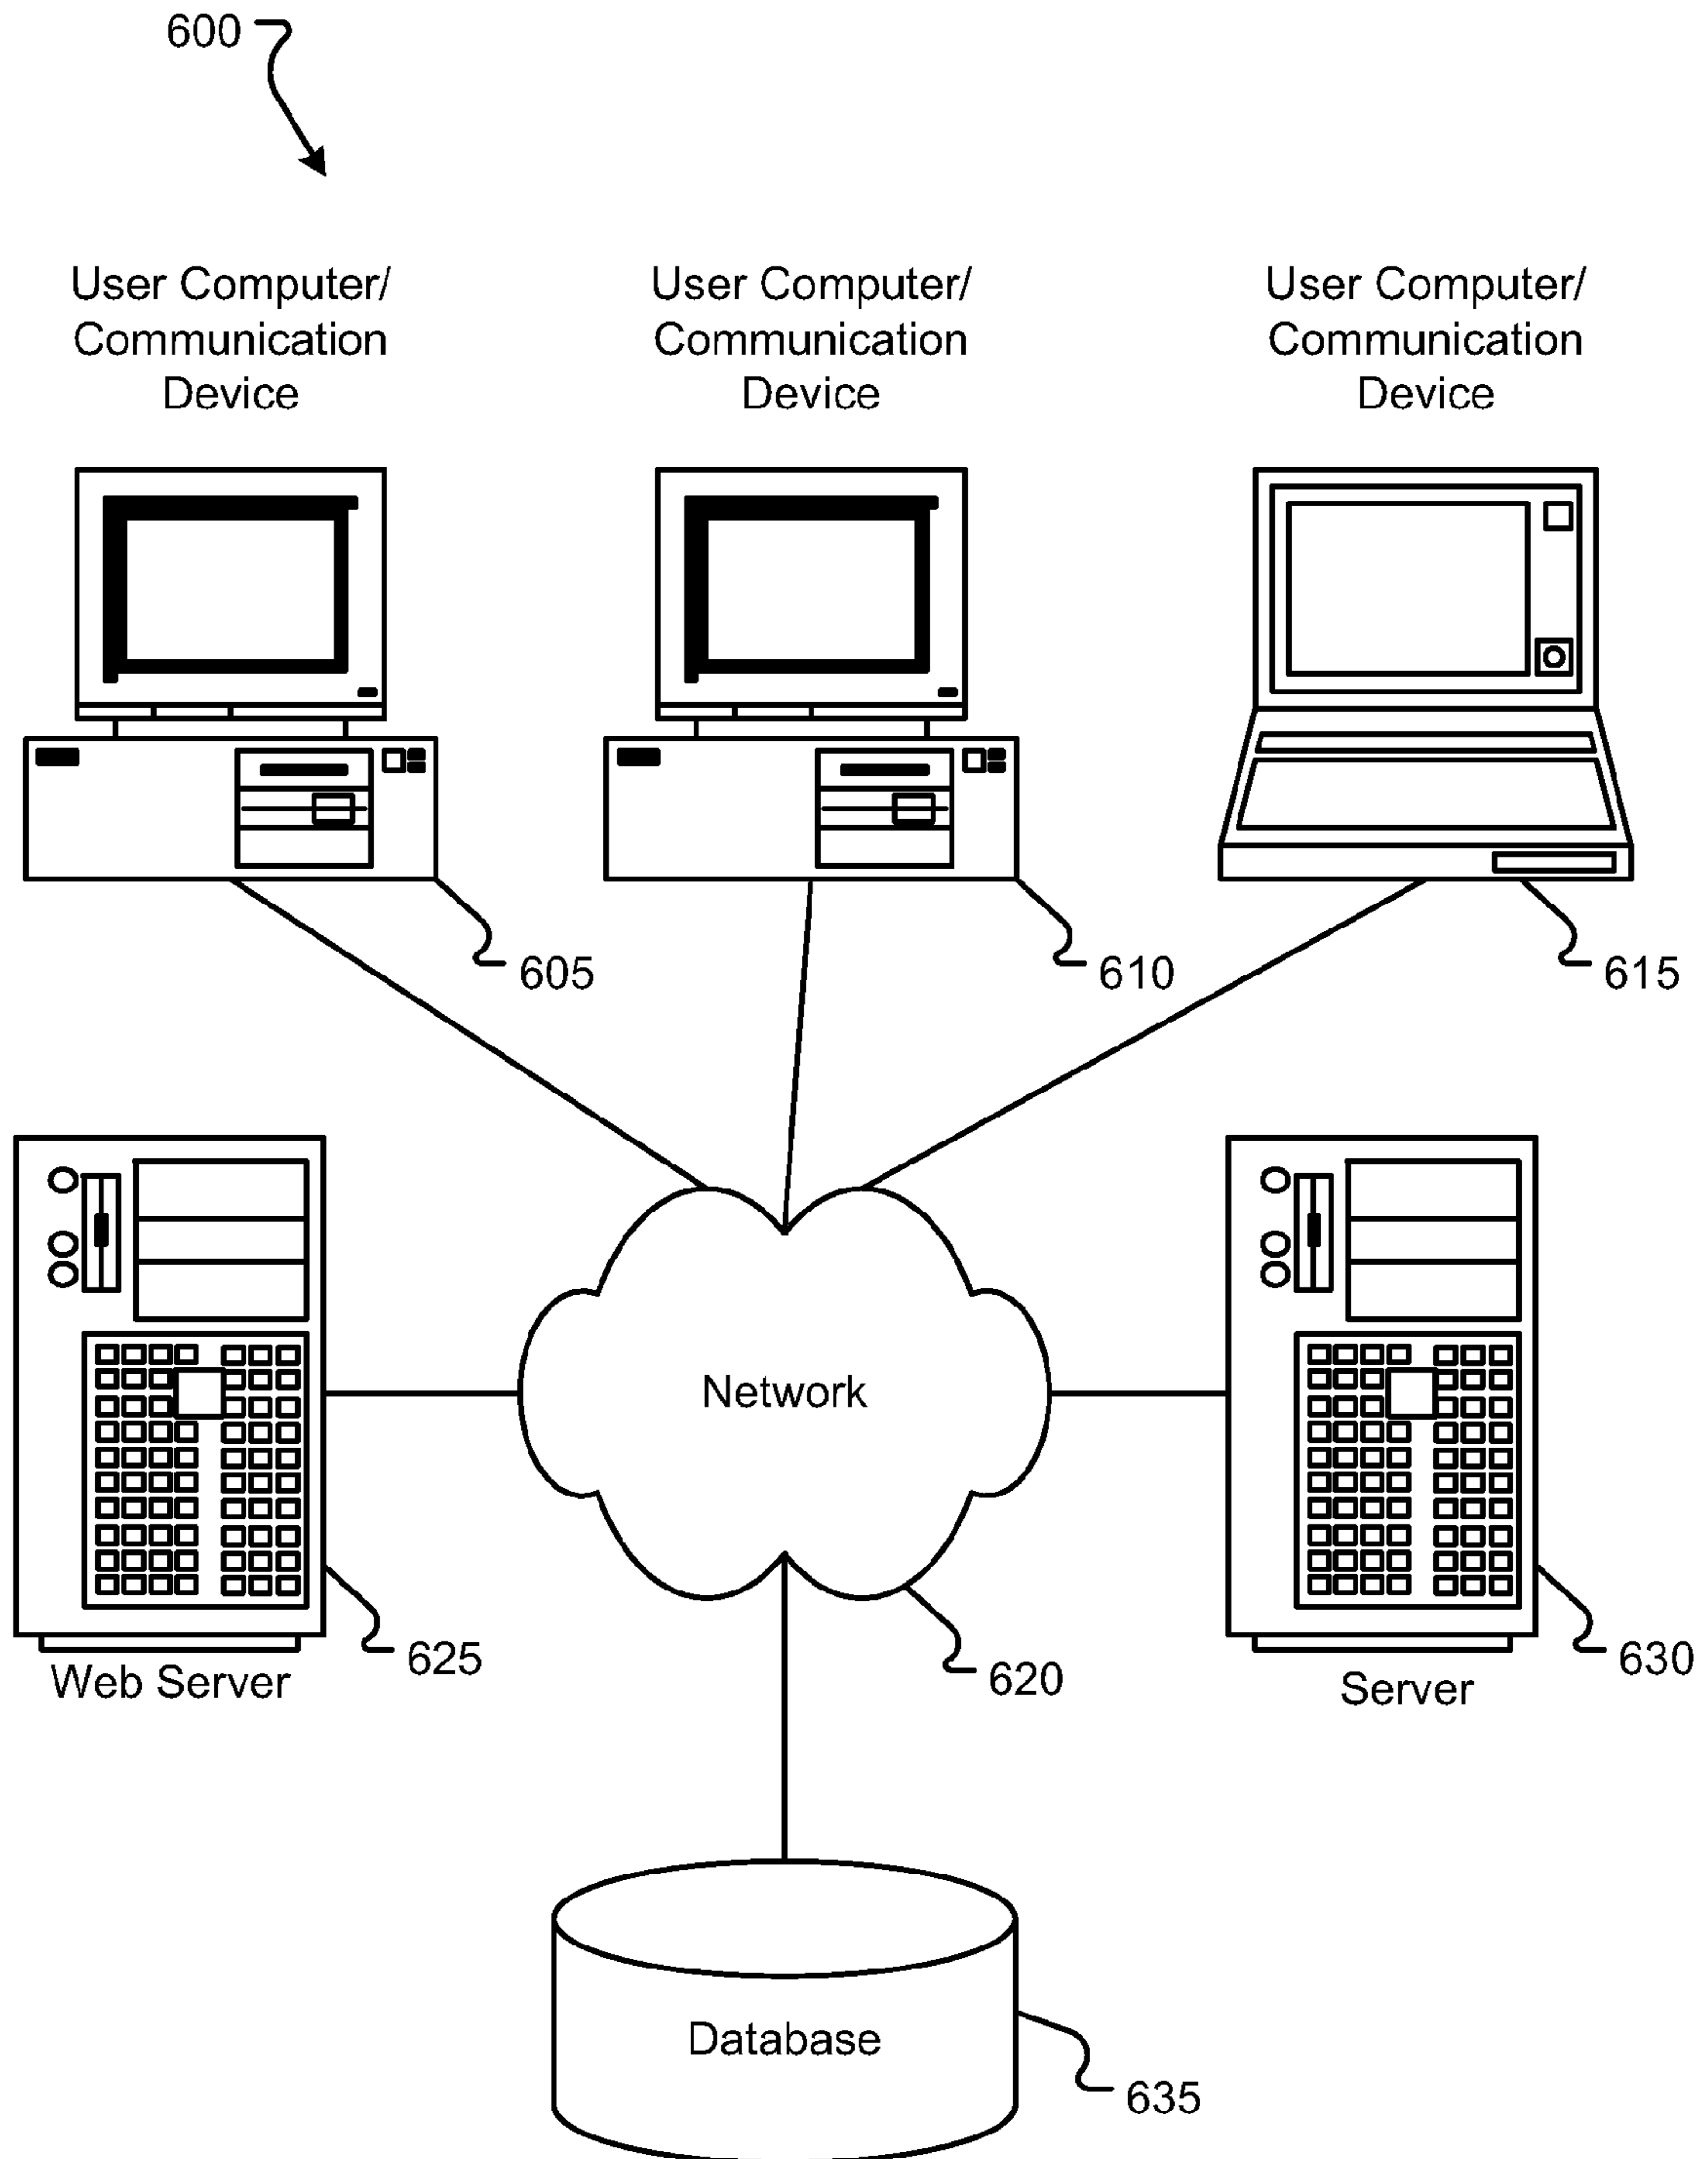 600
User Computer/
Communication
Device
User Computer/
Communication
Device
User Computer/
Communication
Device
605
610
615
Network
625
Web Server
620
630
Server
Database
635